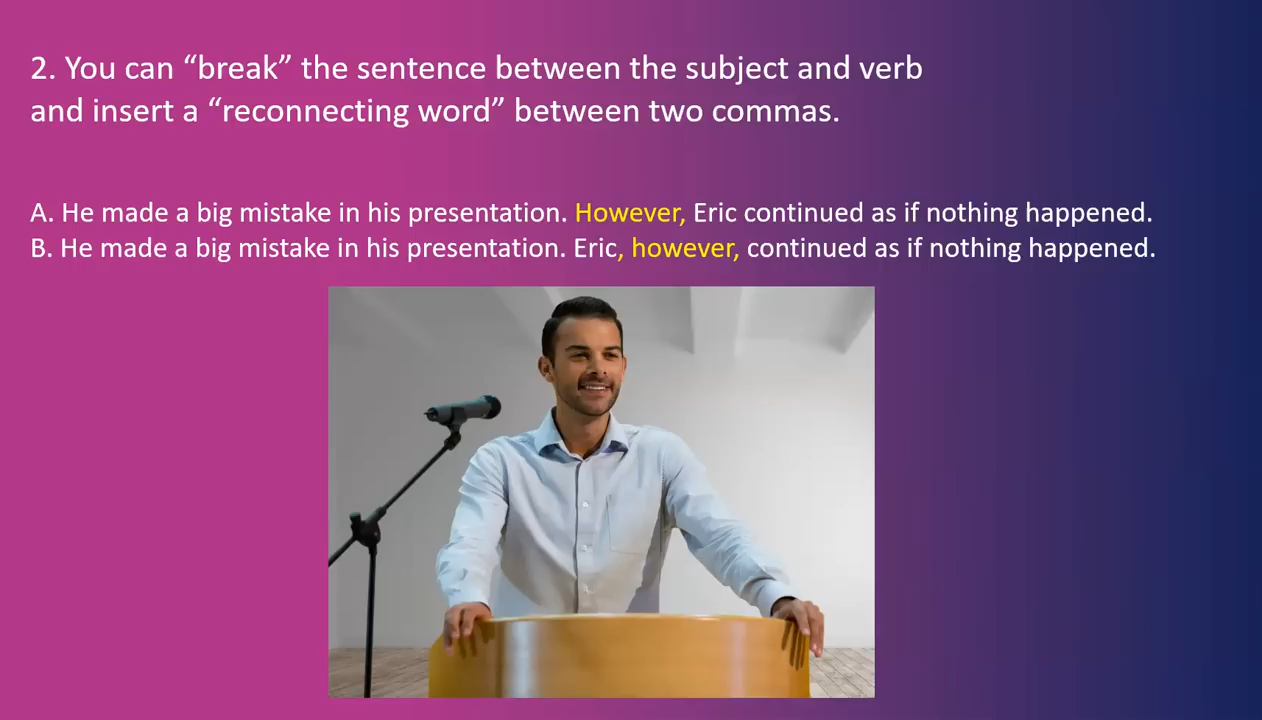 2. You can “break” the sentence between the subject and verb
and insert a “reconnecting word” between two commas.
A. He made a big mistake in his presentation. However, Eric continued as if nothing happened.
B. He made a big mistake in his presentation. Eric, however, continued as if nothing happened.